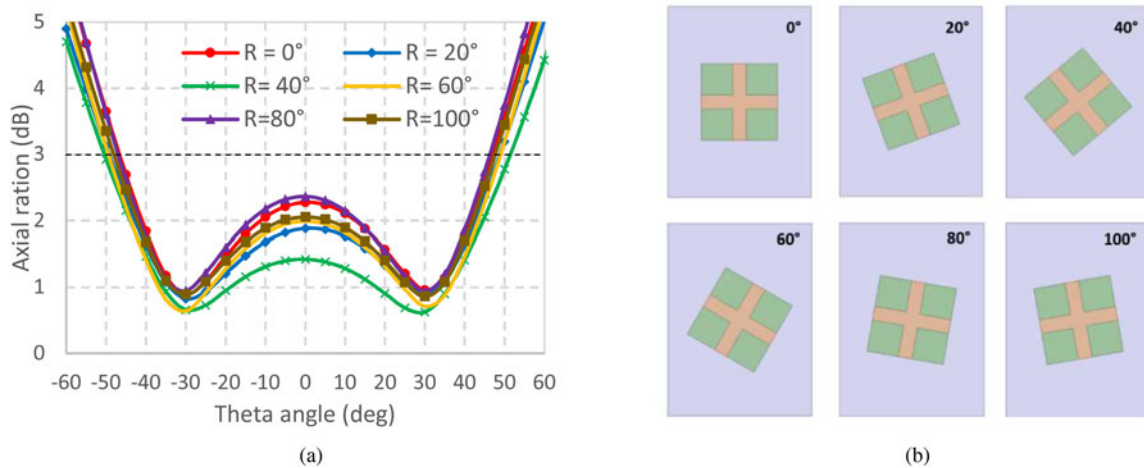 5
4
3
2
1
0
Axial ration (dB)
R = 0° R = 20°
R= 40° R= 60°
R=80° R=100°
-60 -50 -40 -30 -20 -10 0 10 20 30 40 50 60
Theta angle (deg)
(a)
0° 20° 40°
60° 80° 100°
(b)